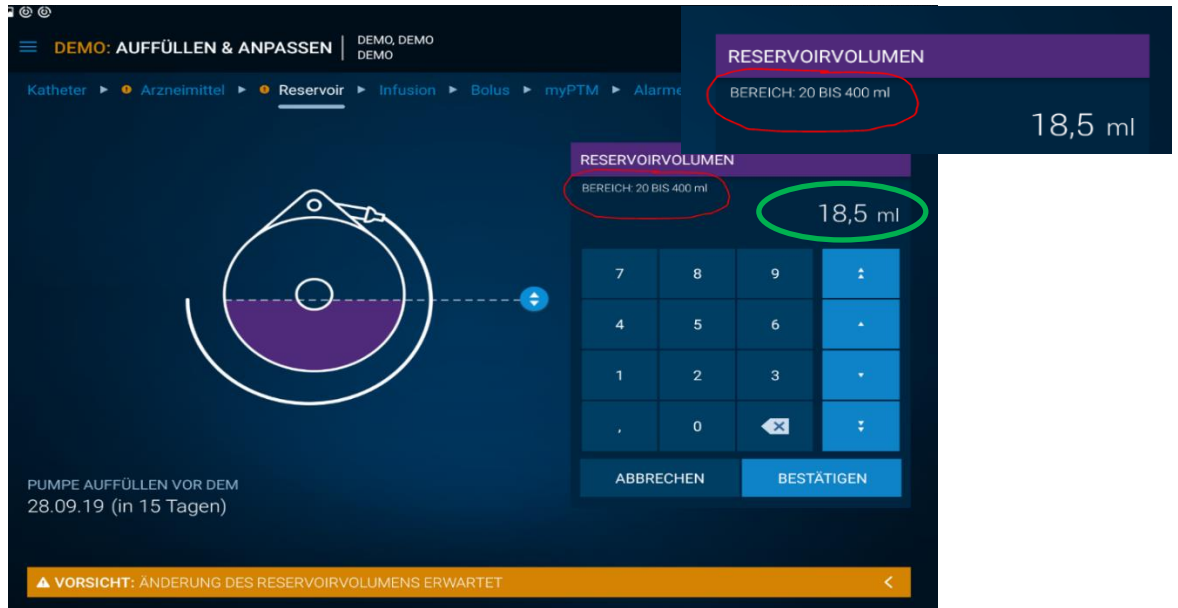 DEMO: AUFFÜLLEN & ANPASSEN
DEMO, DEMO
DEMO
Katheter Arzneimittel Reservoir Infusion Bolus myPTM Alarme
RESERVOIRVOLUMEN
BEREICH: 20 BIS 400 ml
18,5 ml
RESERVOIRVOLUMEN
BEREICH: 20 BIS 400 ml
18,5 ml
7 8 9
4 5 6
1 2 3
, 0
ABBRECHEN BESTÄTIGEN
PUMPE AUFFÜLLEN VOR DEM
28.09.19 (in 15 Tagen)
VORSICHT: ÄNDERUNG DES RESERVOIRVOLUMENS ERWARTET